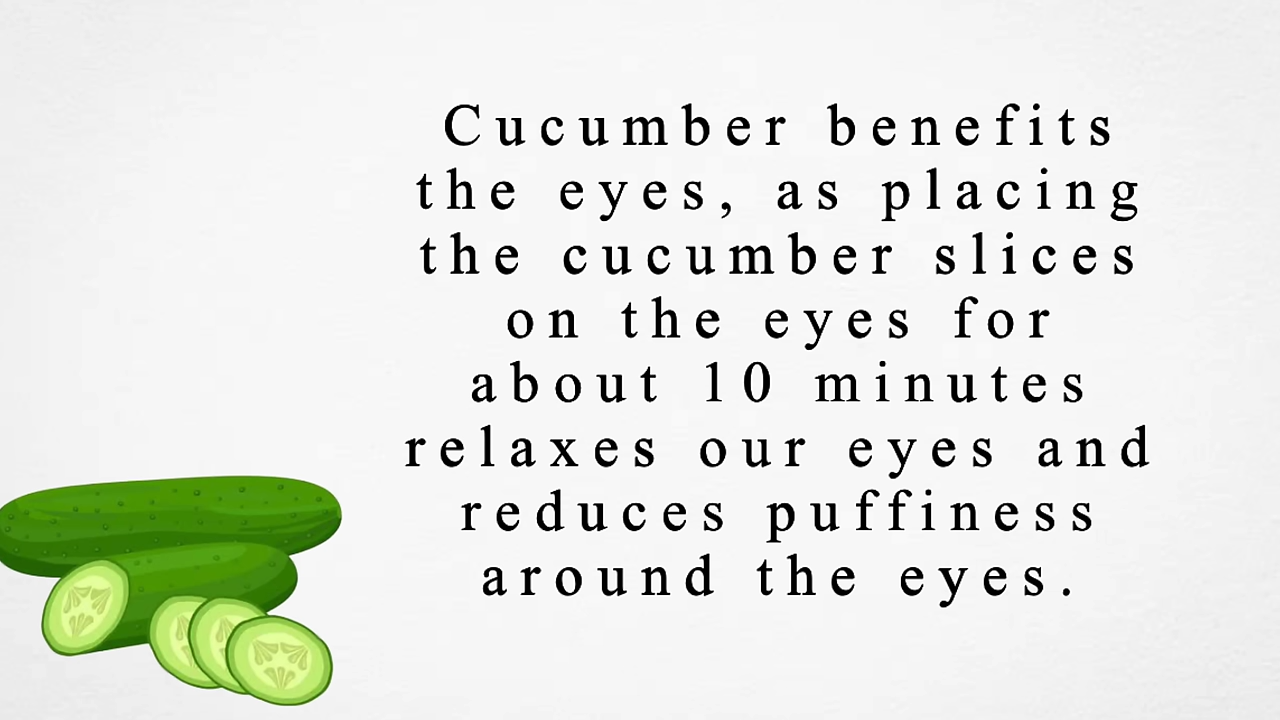 Cucumber benefits
the eyes, as placing
the cucumber slices
on the eyes for
about 10 minutes
relaxes our eyes and
reduces puffiness
around the eyes.